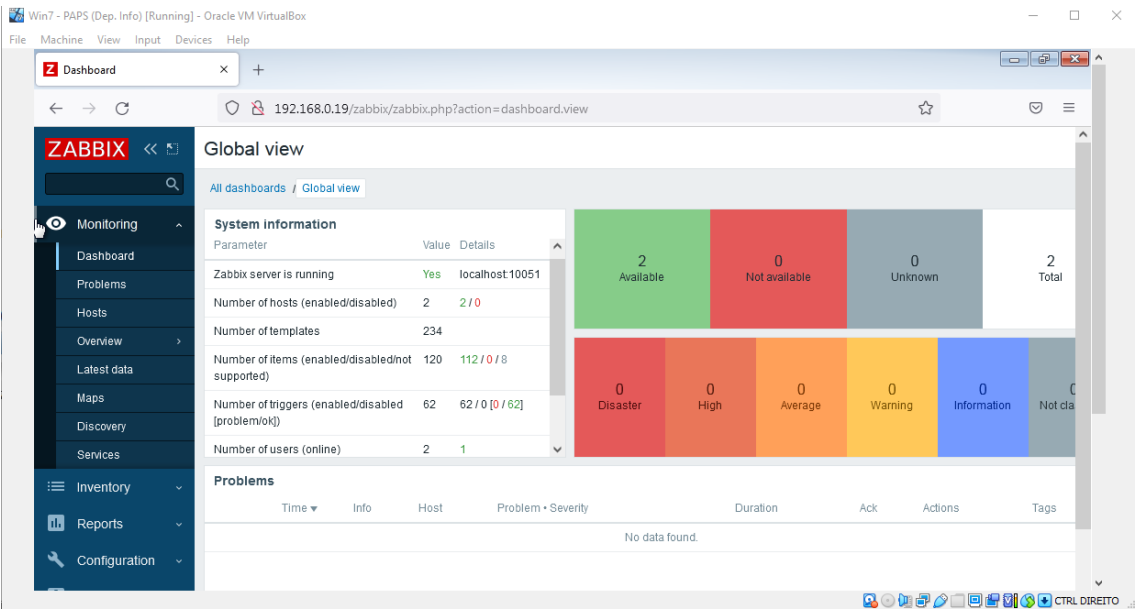 Win7 - PAPS (Dep. Info) [Running] - Oracle VM VirtualBox
File Machine View Input Devices Help
Z Dashboard
192.168.0.19/zabbix/zabbix.php?action=dashboard.view
ZABBIX
Global view
All dashboards / Global view
Monitoring
Dashboard
Problems
Hosts
Overview
Latest data
Maps
Discovery
Services
Inventory
Reports
Configuration
System information
Parameter Value Details
Zabbix server is running Yes localhost:10051
Number of hosts (enabled/disabled) 2 2 / 0
Number of templates 234
Number of items (enabled/disabled/not 120 112 / 0 / 8
supported)
Number of triggers (enabled/disabled 62 62 / 0 [0 / 62]
[problem/ok])
Number of users (online) 2 1
2 0 0 2
Available Not available Unknown Total
0 0 0 0 0
Disaster High Average Warning Information Not cla
Problems
Time ▼ Info Host Problem • Severity Duration Ack Actions Tags
No data found.
CTRL DIREITO